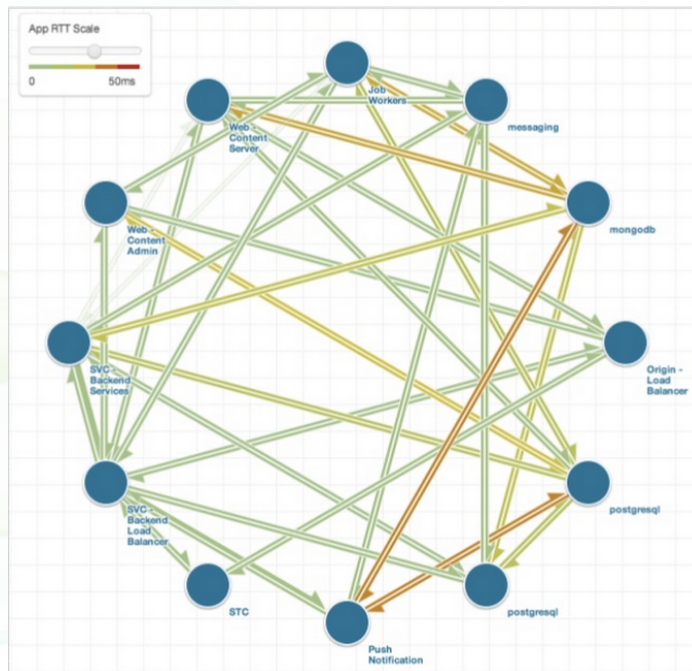 App RTT Scale
0 50ms
Job
Workers
Web -
Content
Server
messaging
Web -
Content
Admin
mongodb
SVC -
Backend
Services
Origin -
Load
Balancer
SVC -
Backend
Load
Balancer
postgresql
STC
postgresql
Push
Notification